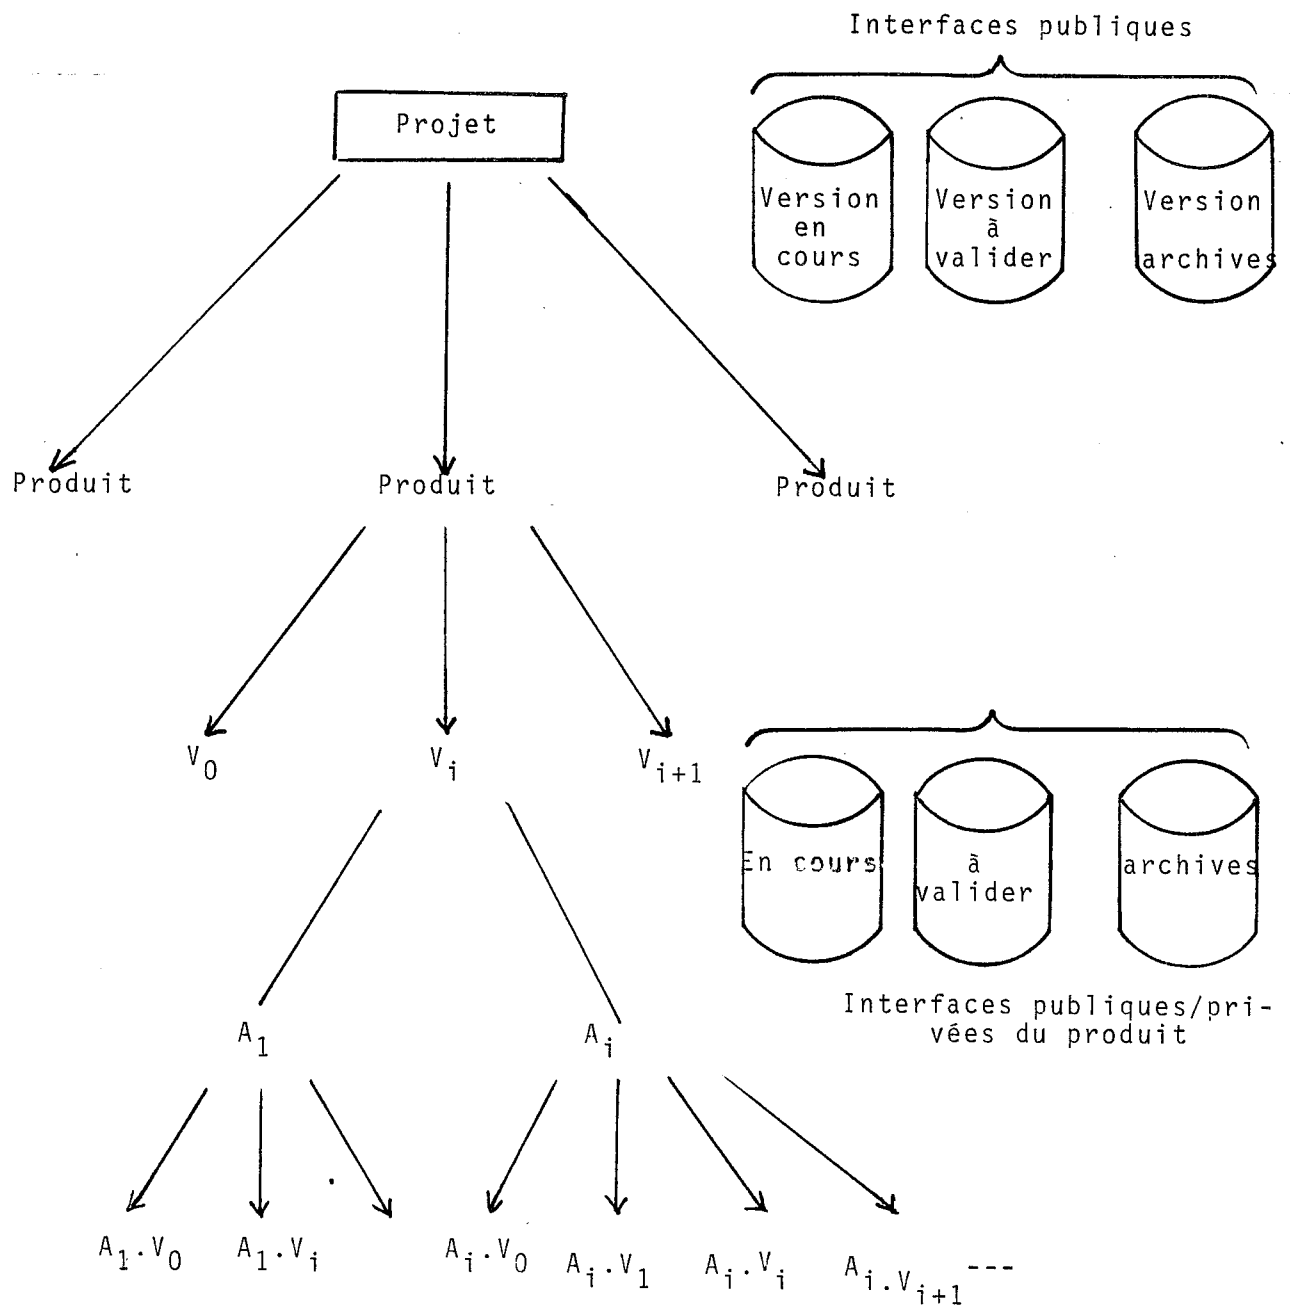 Interfaces publiques
Projet
Version
en
cours
Version
à
valider
Version
archives
Produit
Produit
Produit
V0
Vi
Vi+1
En cours
à
valider
archives
Interfaces publiques/pri-
vées du produit
A1
Ai
A1.V0
A1.Vi
Ai.V0
Ai.V1
Ai.Vi
Ai.Vi+1 ---